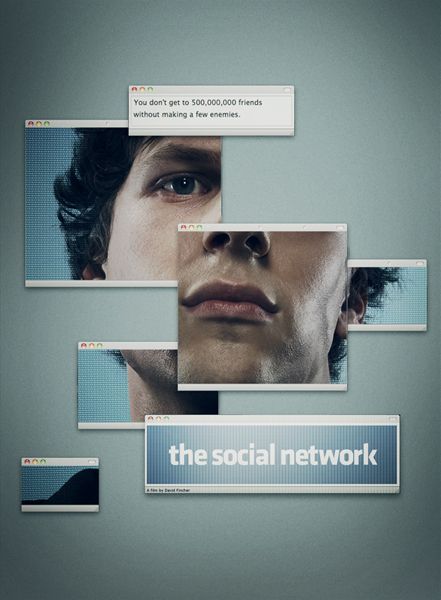 You don't get to 500,000,000 friends
without making a few enemies.
the social network
A film by David Fincher